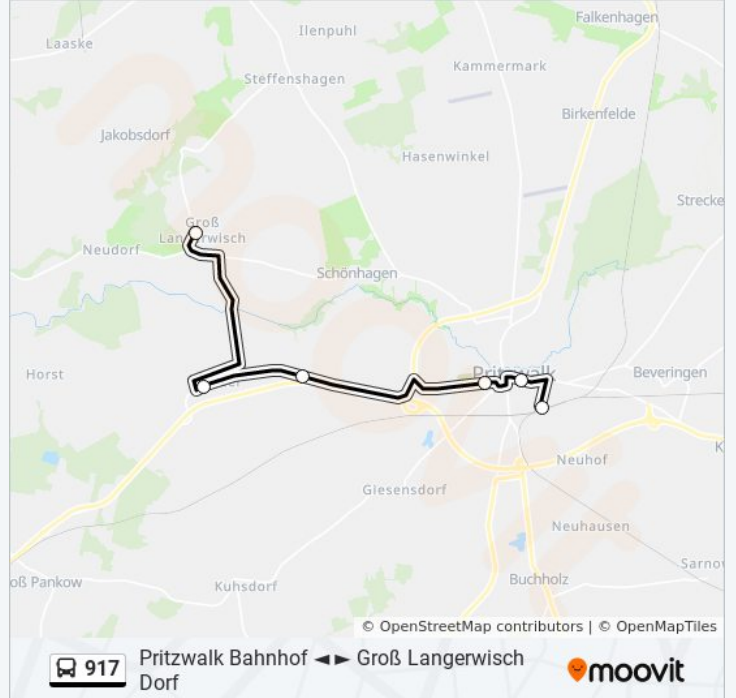 Falkenhagen
Ilenpuhl
Laaske
Kammermark
Steffenshagen
Birkenfelde
Jakobsdorf
Hasenwinkel
Strecke
Groß
Langerwisch
Neudorf
Schönhagen
Horst
Pritzwalk
Beveringen
K
Neuhof
Giesensdorf
Neuhausen
Sarnow
oß Pankow
Buchholz
Kuhsdorf
© OpenStreetMap contributors | © OpenMapTiles
917
Pritzwalk Bahnhof ◄► Groß Langerwisch
Dorf
moovit